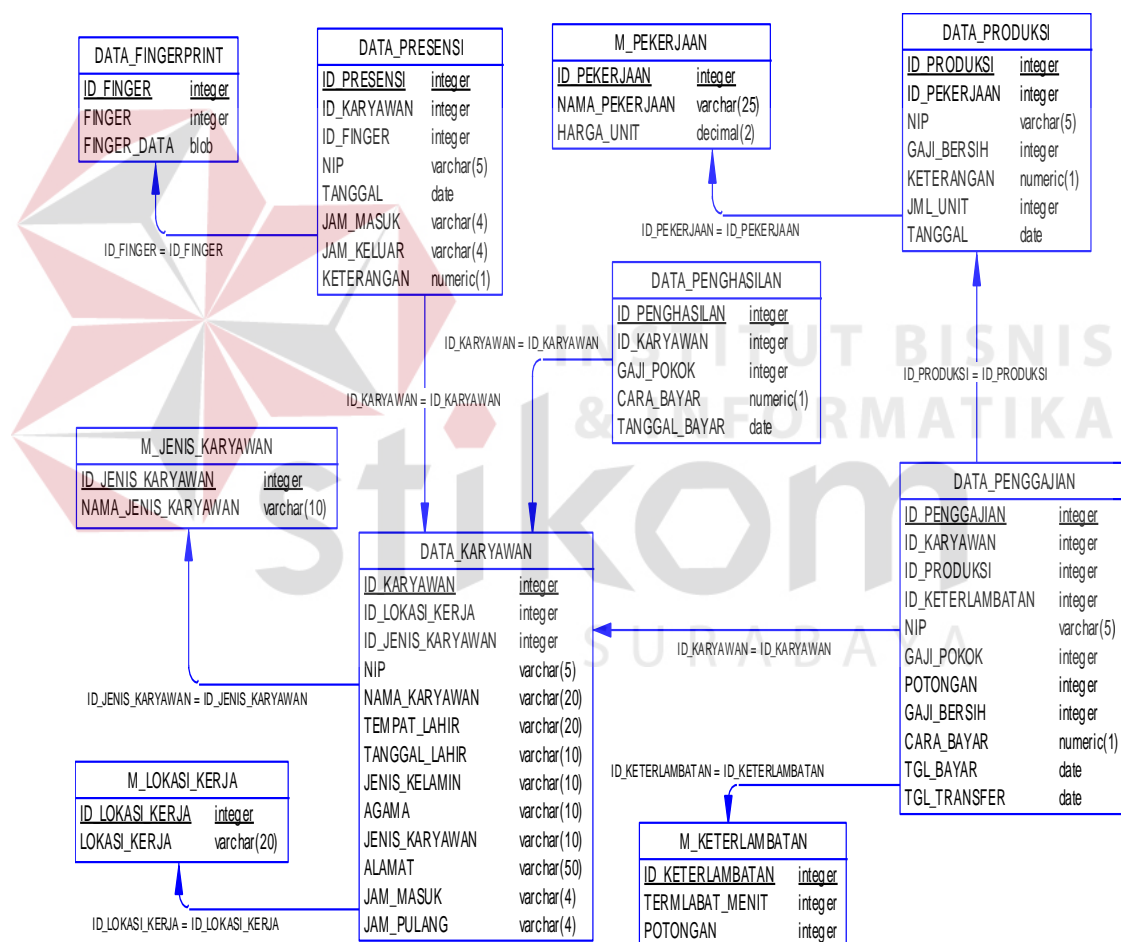 DATA_FINGERPRINT
ID_FINGER integer
FINGER integer
FINGER_DATA blob
DATA_PRESENSI
ID_PRESENSI integer
ID_KARYAWAN integer
ID_FINGER integer
NIP varchar(5)
TANGGAL date
JAM_MASUK varchar(4)
JAM_KELUAR varchar(4)
KETERANGAN numeric(1)
M_PEKERJAAN
ID_PEKERJAAN integer
NAMA_PEKERJAAN varchar(25)
HARGA_UNIT decimal(2)
DATA_PRODUKSI
ID_PRODUKSI integer
ID_PEKERJAAN integer
NIP varchar(5)
GAJI_BERSIH integer
KETERANGAN numeric(1)
JML_UNIT integer
TANGGAL date
ID_FINGER = ID_FINGER
ID_PEKERJAAN = ID_PEKERJAAN
DATA_PENGHASILAN
ID_PENGHASILAN integer
ID_KARYAWAN integer
GAJI_POKOK integer
CARA_BAYAR numeric(1)
TANGGAL_BAYAR date
ID_KARYAWAN = ID_KARYAWAN
ID_KARYAWAN = ID_KARYAWAN
ID_PRODUKSI = ID_PRODUKSI
INSTITUT BISNIS
& INFORMATIKA
stikom
SURABAYA
M_JENIS_KARYAWAN
ID_JENIS_KARYAWAN integer
NAMA_JENIS_KARYAWAN varchar(10)
DATA_KARYAWAN
ID_KARYAWAN integer
ID_LOKASI_KERJA integer
ID_JENIS_KARYAWAN integer
NIP varchar(5)
NAMA_KARYAWAN varchar(20)
TEMPAT_LAHIR varchar(20)
TANGGAL_LAHIR varchar(10)
JENIS_KELAMIN varchar(10)
AGAMA varchar(10)
JENIS_KARYAWAN varchar(10)
ALAMAT varchar(50)
JAM_MASUK varchar(4)
JAM_PULANG varchar(4)
DATA_PENGGAJIAN
ID_PENGGAJIAN integer
ID_KARYAWAN integer
ID_PRODUKSI integer
ID_KETERLAMBATAN integer
NIP varchar(5)
GAJI_POKOK integer
POTONGAN integer
GAJI_BERSIH integer
CARA_BAYAR numeric(1)
TGL_BAYAR date
TGL_TRANSFER date
ID_KARYAWAN = ID_KARYAWAN
ID_JENIS_KARYAWAN = ID_JENIS_KARYAWAN
M_LOKASI_KERJA
ID_LOKASI_KERJA integer
LOKASI_KERJA varchar(20)
ID_LOKASI_KERJA = ID_LOKASI_KERJA
ID_KETERLAMBATAN = ID_KETERLAMBATAN
M_KETERLAMBATAN
ID_KETERLAMBATAN integer
TERMLABAT_MENIT integer
POTONGAN integer